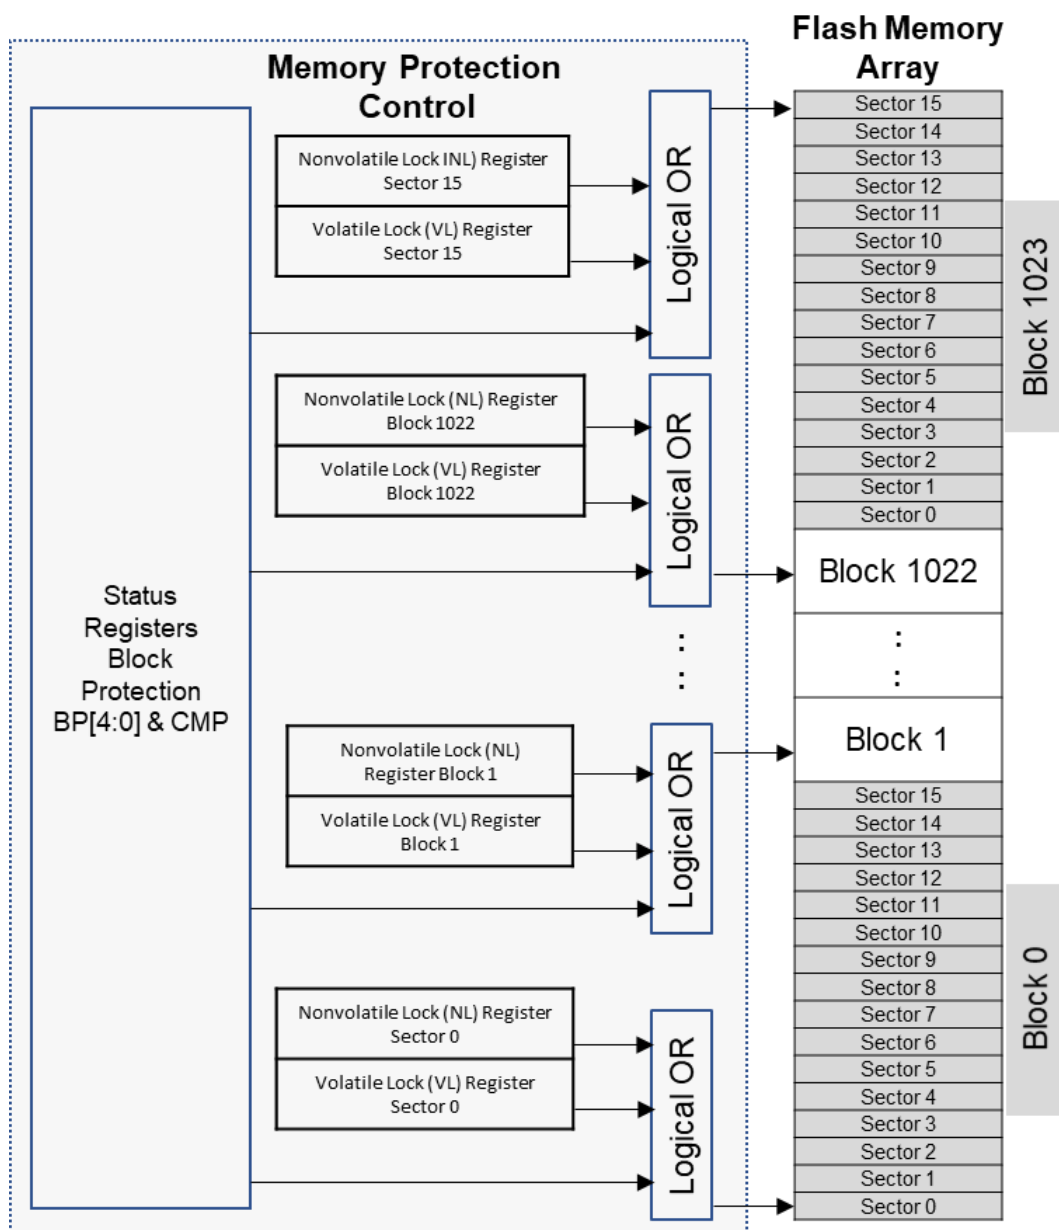 Flash Memory
Array
Memory Protection
Control
Status
Registers
Block
Protection
BP[4:0] & CMP
Nonvolatile Lock INL) Register
Sector 15
Volatile Lock (VL) Register
Sector 15
Logical OR
Nonvolatile Lock (NL) Register
Block 1022
Volatile Lock (VL) Register
Block 1022
Logical OR
:
:
Nonvolatile Lock (NL)
Register Block 1
Volatile Lock (VL) Register
Block 1
Logical OR
Nonvolatile Lock (NL) Register
Sector 0
Volatile Lock (VL) Register
Sector 0
Logical OR
Sector 15
Sector 14
Sector 13
Sector 12
Sector 11
Sector 10
Sector 9
Sector 8
Sector 7
Sector 6
Sector 5
Sector 4
Sector 3
Sector 2
Sector 1
Sector 0
Block 1023
Block 1022
:
:
Block 1
Sector 15
Sector 14
Sector 13
Sector 12
Sector 11
Sector 10
Sector 9
Sector 8
Sector 7
Sector 6
Sector 5
Sector 4
Sector 3
Sector 2
Sector 1
Sector 0
Block 0